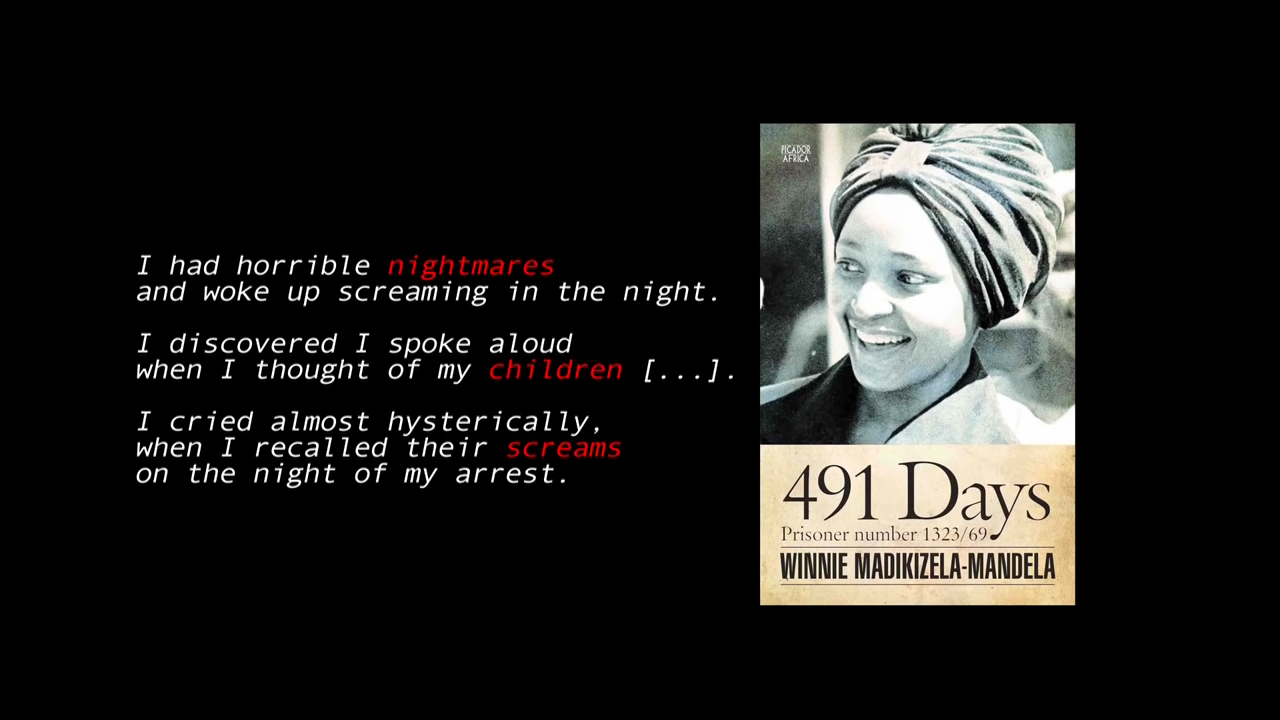 I had horrible nightmares
and woke up screaming in the night.
I discovered I spoke aloud
when I thought of my children [...].
I cried almost hysterically,
when I recalled their screams
on the night of my arrest.
PICADOR
AFRICA
491 Days
Prisoner number 1323/69
WINNIE MADIKIZELA-MANDELA